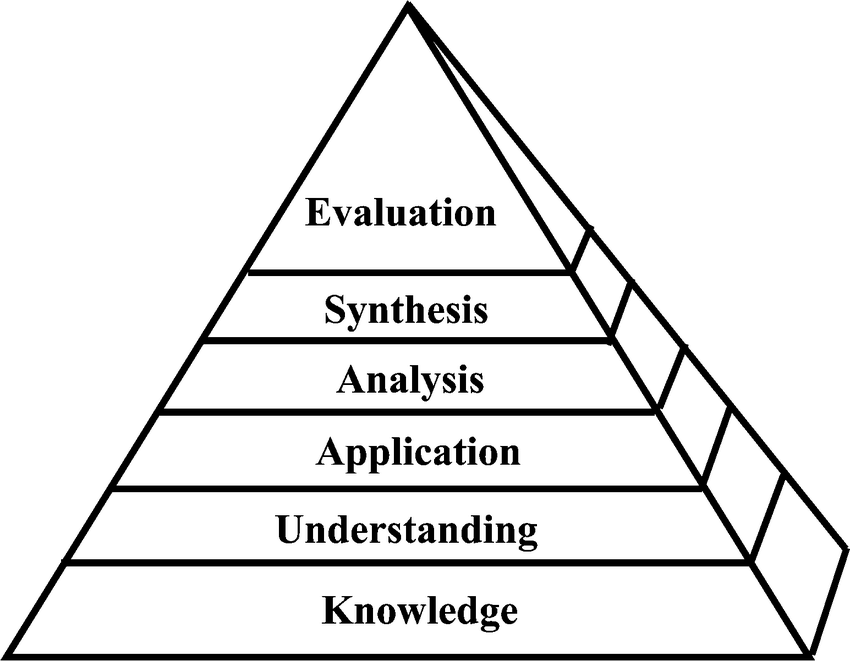 Evaluation
Synthesis
Analysis
Application
Understanding
Knowledge